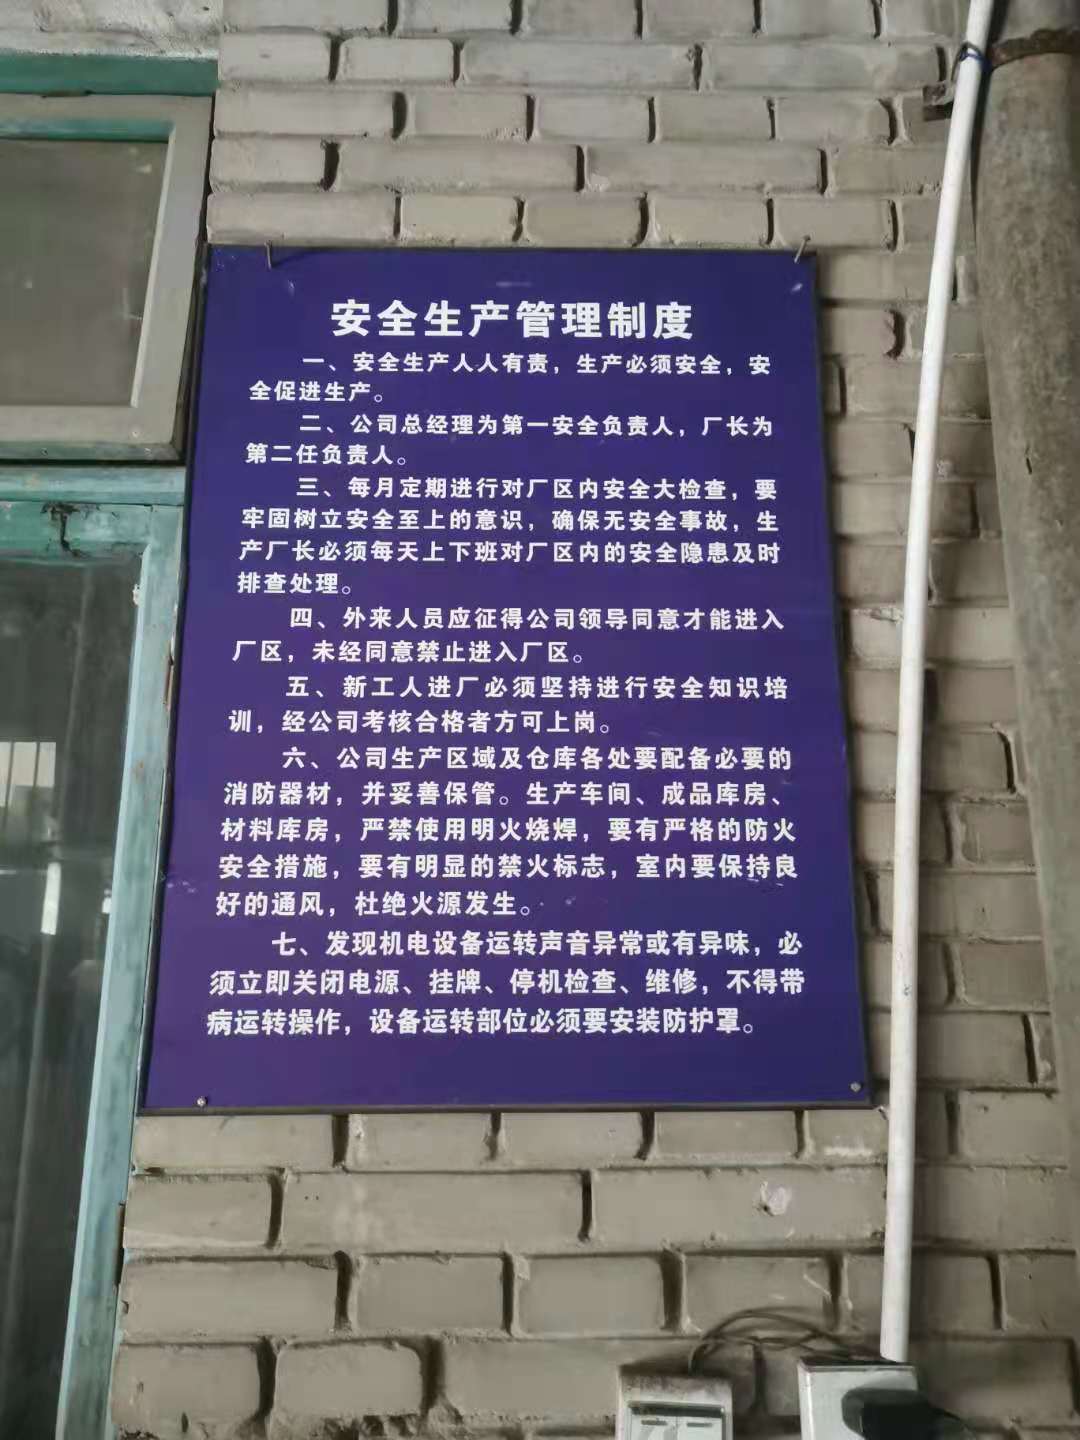 安全生产管理制度
一、安全生产人人有责，生产必须安全，安
全促进生产。
二、公司总经理为第一安全负责人，厂长为
第二任负责人。
三、每月定期进行对厂区内安全大检查，要
牢固树立安全至上的意识，确保无安全事故，生
产厂长必须每天上下班对厂区内的安全隐患及时
排查处理。
四、外来人员应征得公司领导同意才能进入
厂区，未经同意禁止进入厂区。
五、新工人进厂必须坚持进行安全知识培
训，经公司考核合格者方可上岗。
六、公司生产区域及仓库各处要配备必要的
消防器材，并妥善保管。生产车间、成品库房、
材料库房，严禁使用明火烧焊，要有严格的防火
安全措施，要有明显的禁火标志，室内要保持良
好的通风，杜绝火源发生。
七、发现机电设备运转声音异常或有异味，必
须立即关闭电源、挂牌、停机检查、维修，不得带
病运转操作，设备运转部位必须要安装防护罩。